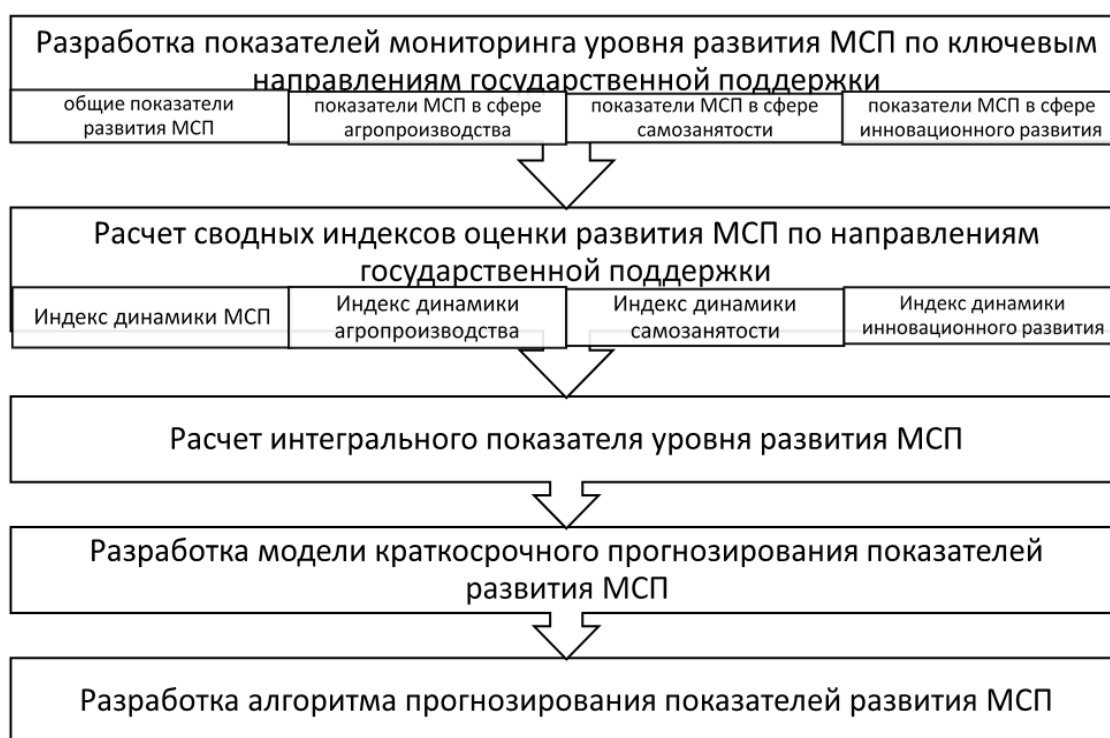 Разработка показателей мониторинга уровня развития МСП по ключевым
направлениям государственной поддержки
общие показатели
развития МСП
показатели МСП в сфере
агропроизводства
показатели МСП в сфере
самозанятости
показатели МСП в сфере
инновационного развития
Расчет сводных индексов оценки развития МСП по направлениям
государственной поддержки
Индекс динамики МСП
Индекс динамики
агропроизводства
Индекс динамики
самозанятости
Индекс динамики
инновационного развития
Расчет интегрального показателя уровня развития МСП
Разработка модели краткосрочного прогнозирования показателей
развития МСП
Разработка алгоритма прогнозирования показателей развития МСП